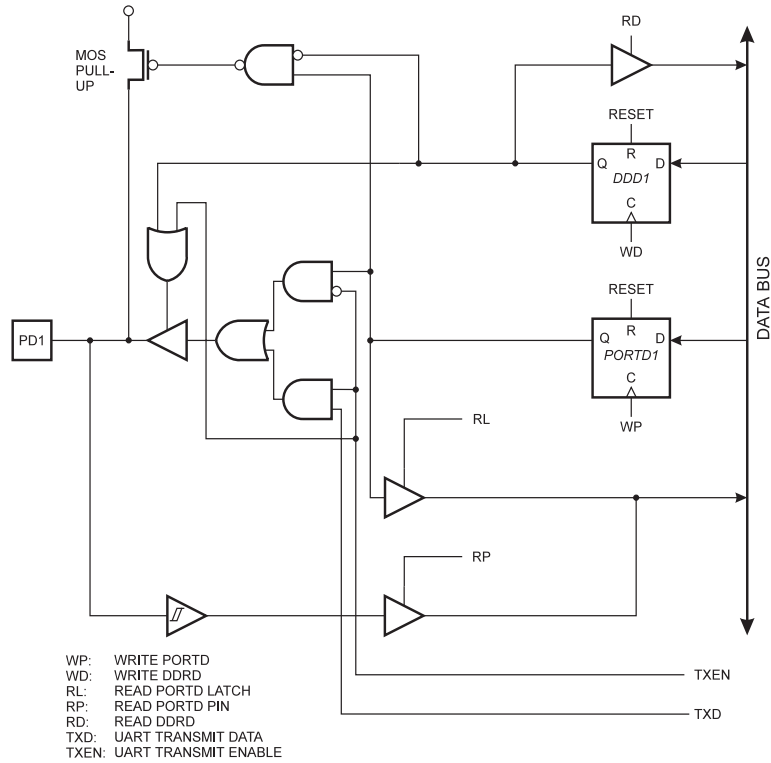 RD
MOS
PULL-
UP
RESET
R
Q
D
DDD1
C
WD
DATA BUS
RESET
PD1
R
Q
D
PORTD1
C
WP
RL
RP
WP: WRITE PORTD
WD: WRITE DDRD
RL: READ PORTD LATCH
RP: READ PORTD PIN
RD: READ DDRD
TXD: UART TRANSMIT DATA
TXEN: UART TRANSMIT ENABLE
TXEN
TXD